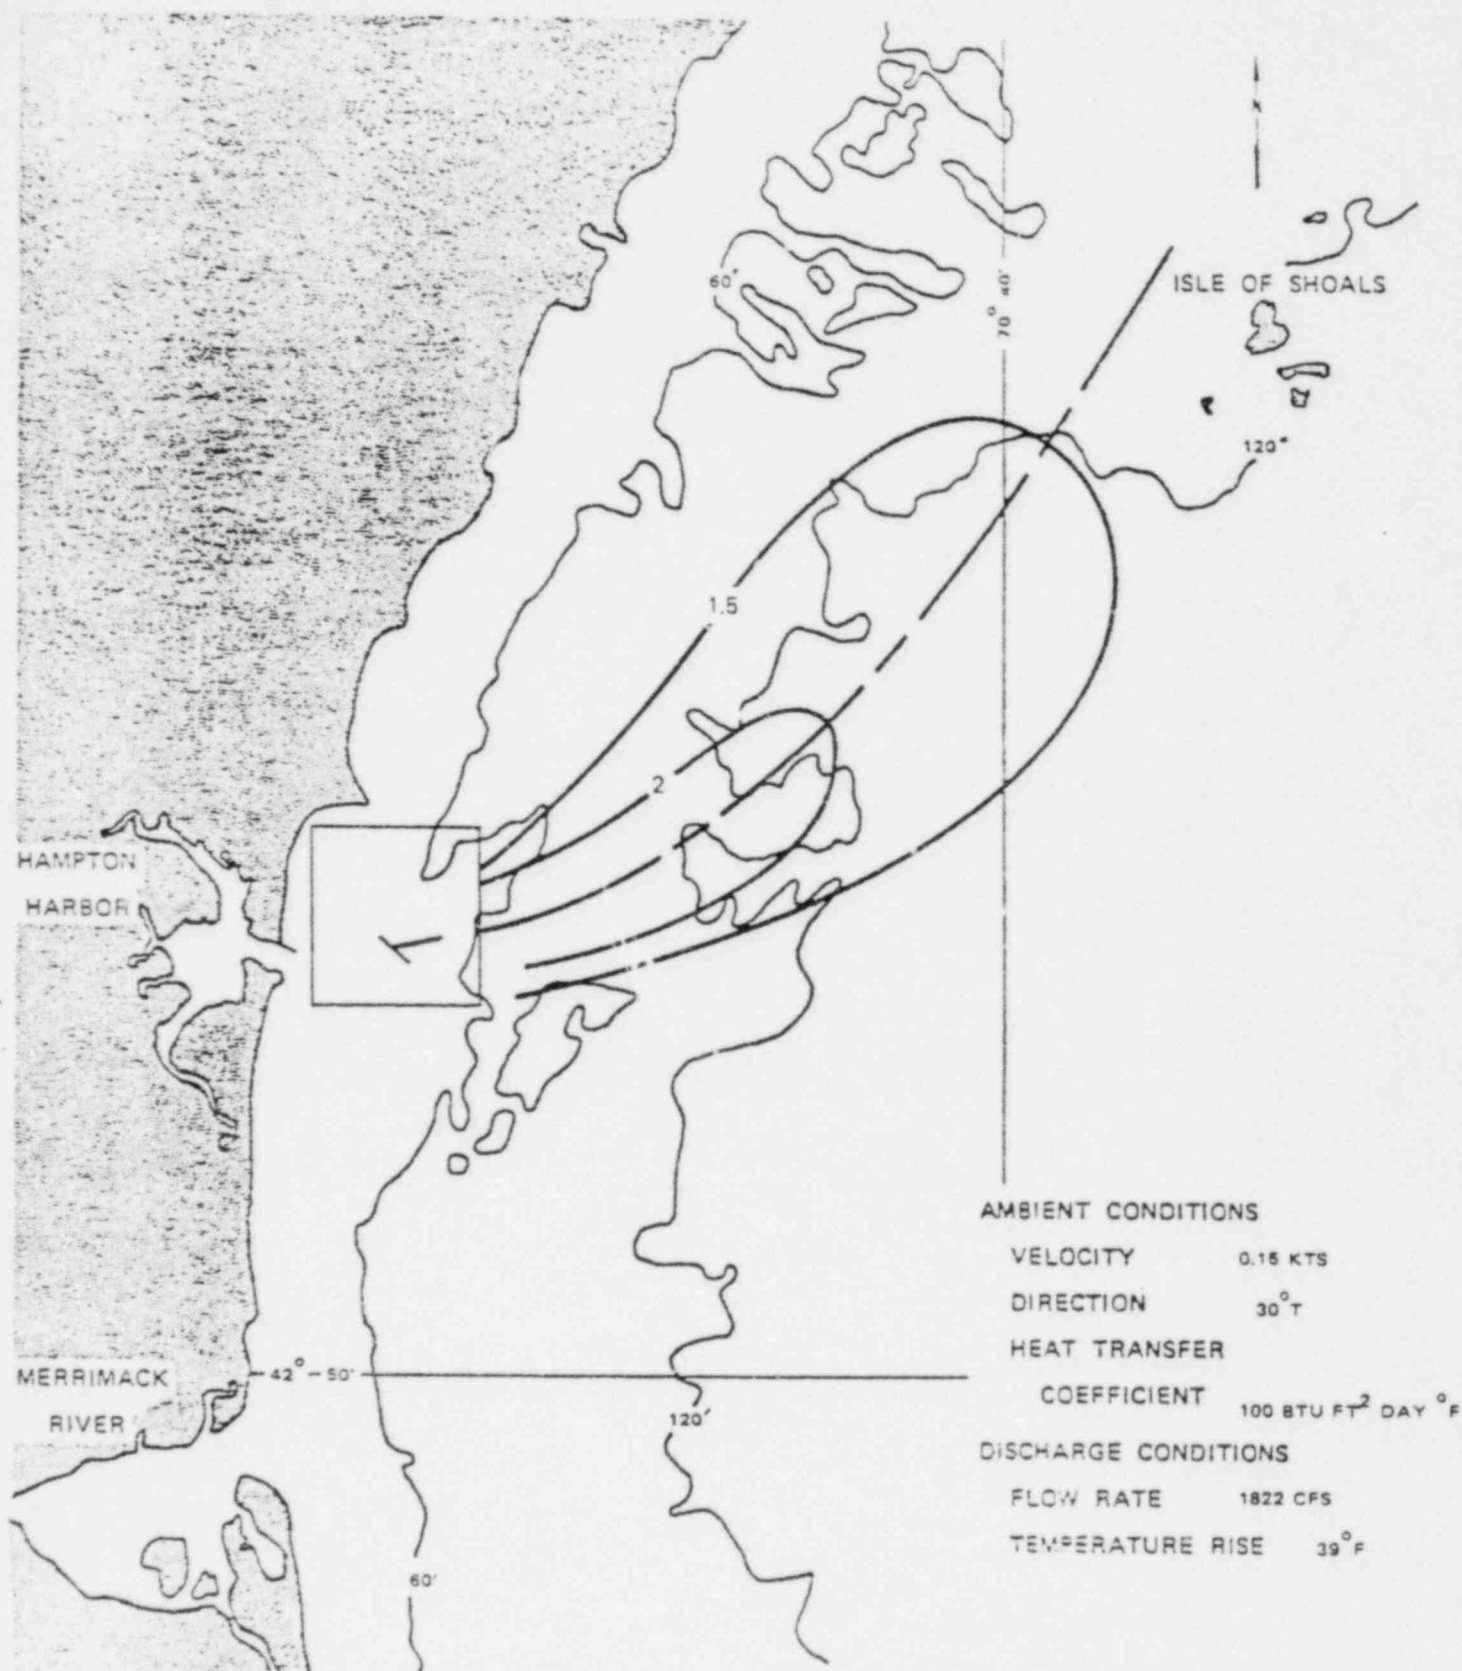 N
ISLE OF SHOALS
60'
70° 40'
120'
1.5
2
HAMPTON
HARBOR
AMBIENT CONDITIONS
VELOCITY 0.15 KTS
DIRECTION 30°T
HEAT TRANSFER
COEFFICIENT 100 BTU FT² DAY °F
MERRIMACK
RIVER
42° - 50'
120'
DISCHARGE CONDITIONS
FLOW RATE 1822 CFS
TEMPERATURE RISE 39°F
60'